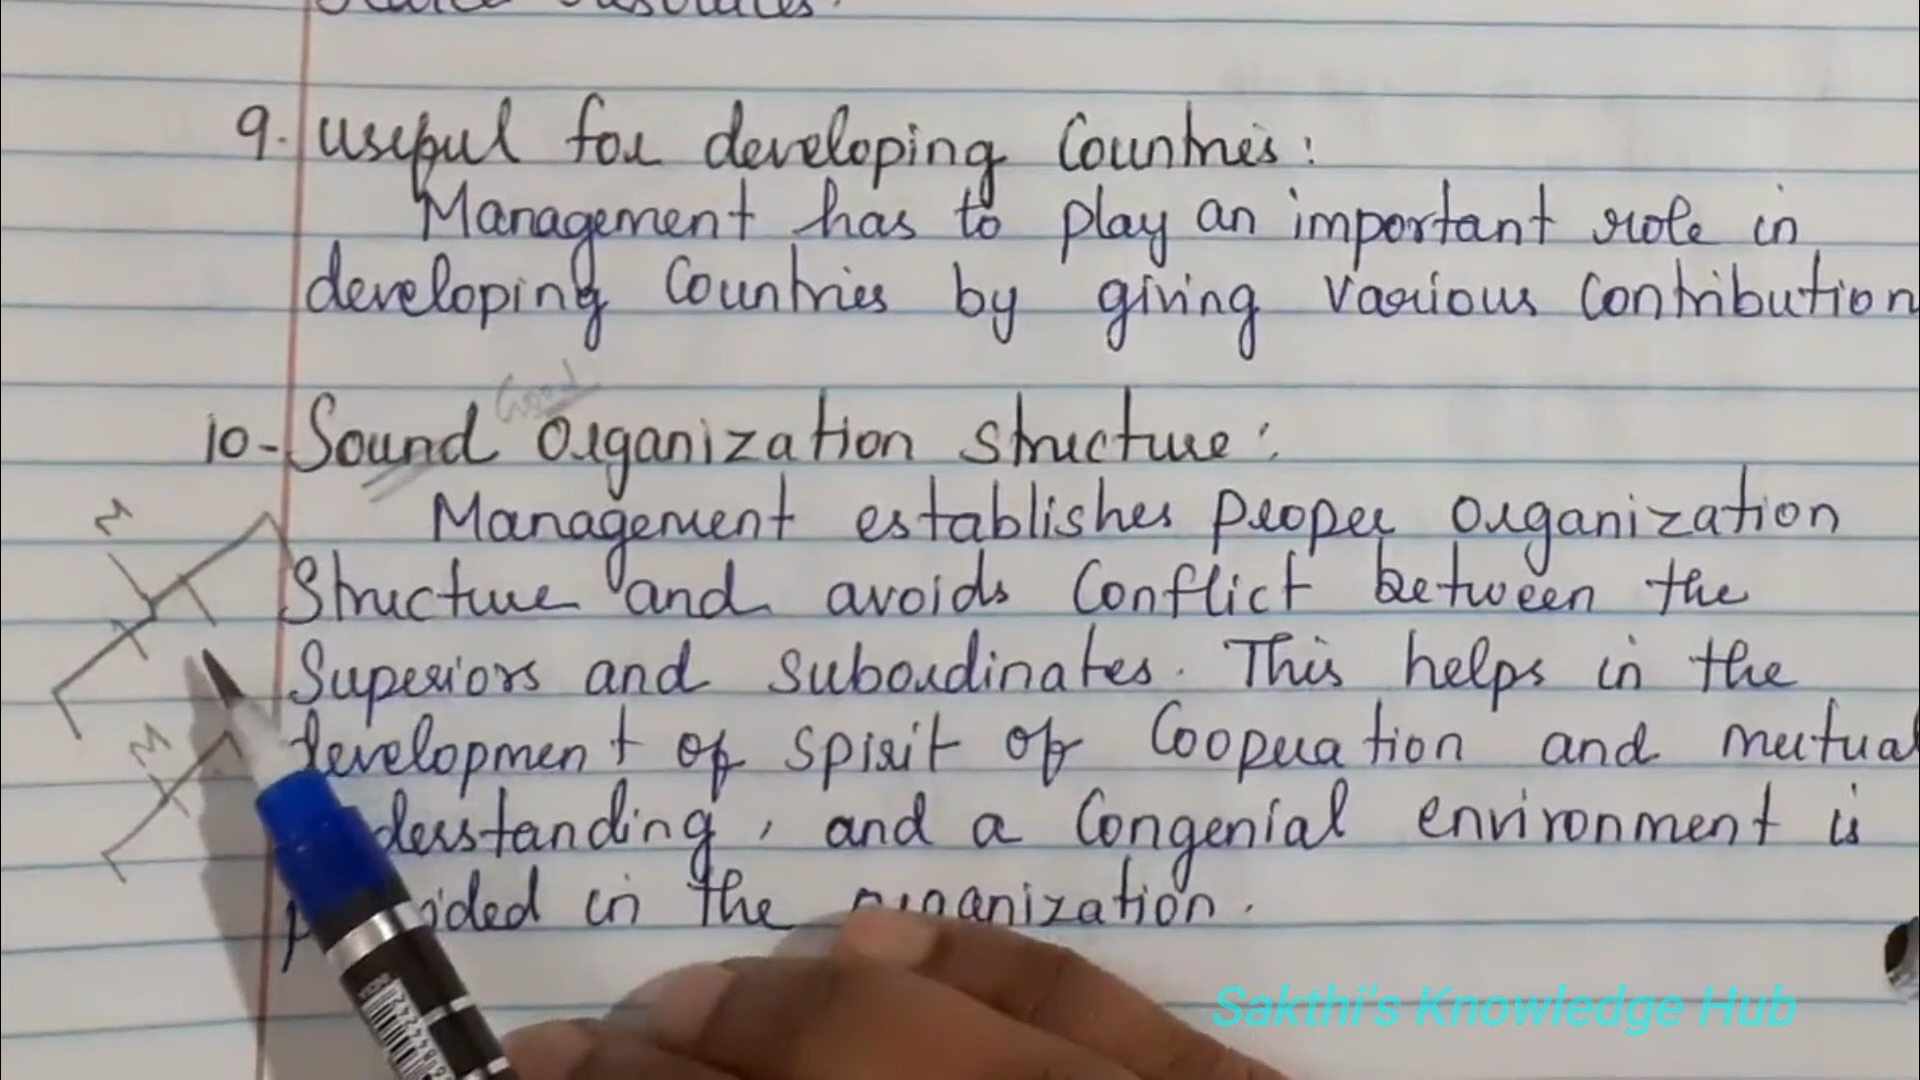 9. Useful for developing Countries:
Management has to play an important role in
developing Countries by giving various Contribution
Good
10- Sound Organization structure:
Management establishes proper organization
Structure and avoids Conflict between the
Superiors and subordinates. This helps in the
development of spirit of Cooperation and mutual
derstanding, and a Congenial environment is
ided in the organization.
M
M
Sakthi's Knowledge Hub